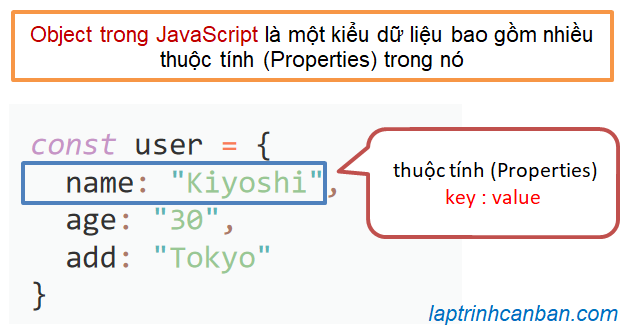 Object trong JavaScript là một kiểu dữ liệu bao gồm nhiều
thuộc tính (Properties) trong nó
const user = {
name: "Kiyoshi",
age: "30",
add: "Tokyo"
}
thuộc tính (Properties)
key : value
laptrinhcanban.com